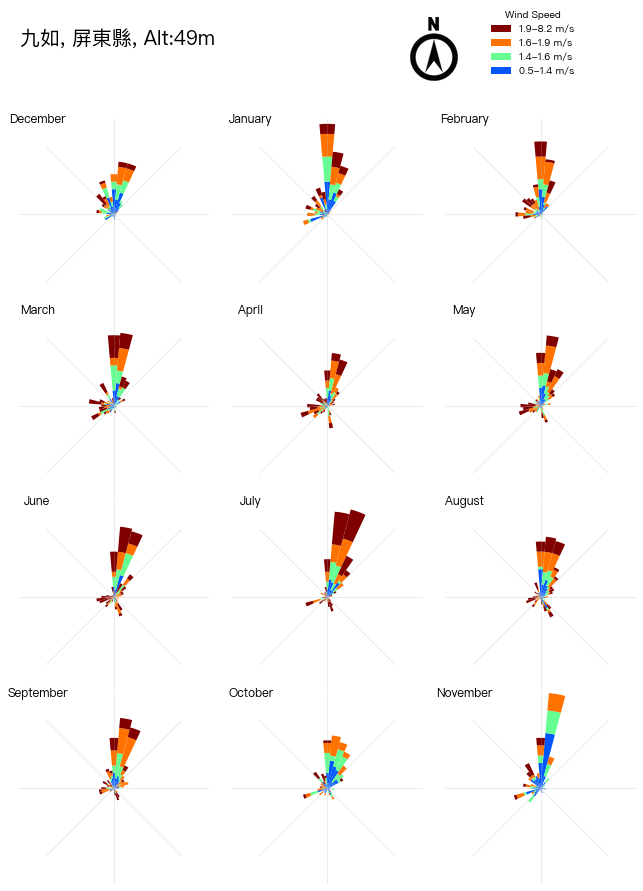 九如, 屏東縣, Alt:49m
N
Wind Speed
1.9–8.2 m/s
1.6–1.9 m/s
1.4–1.6 m/s
0.5–1.4 m/s
December
January
February
March
April
May
June
July
August
September
October
November